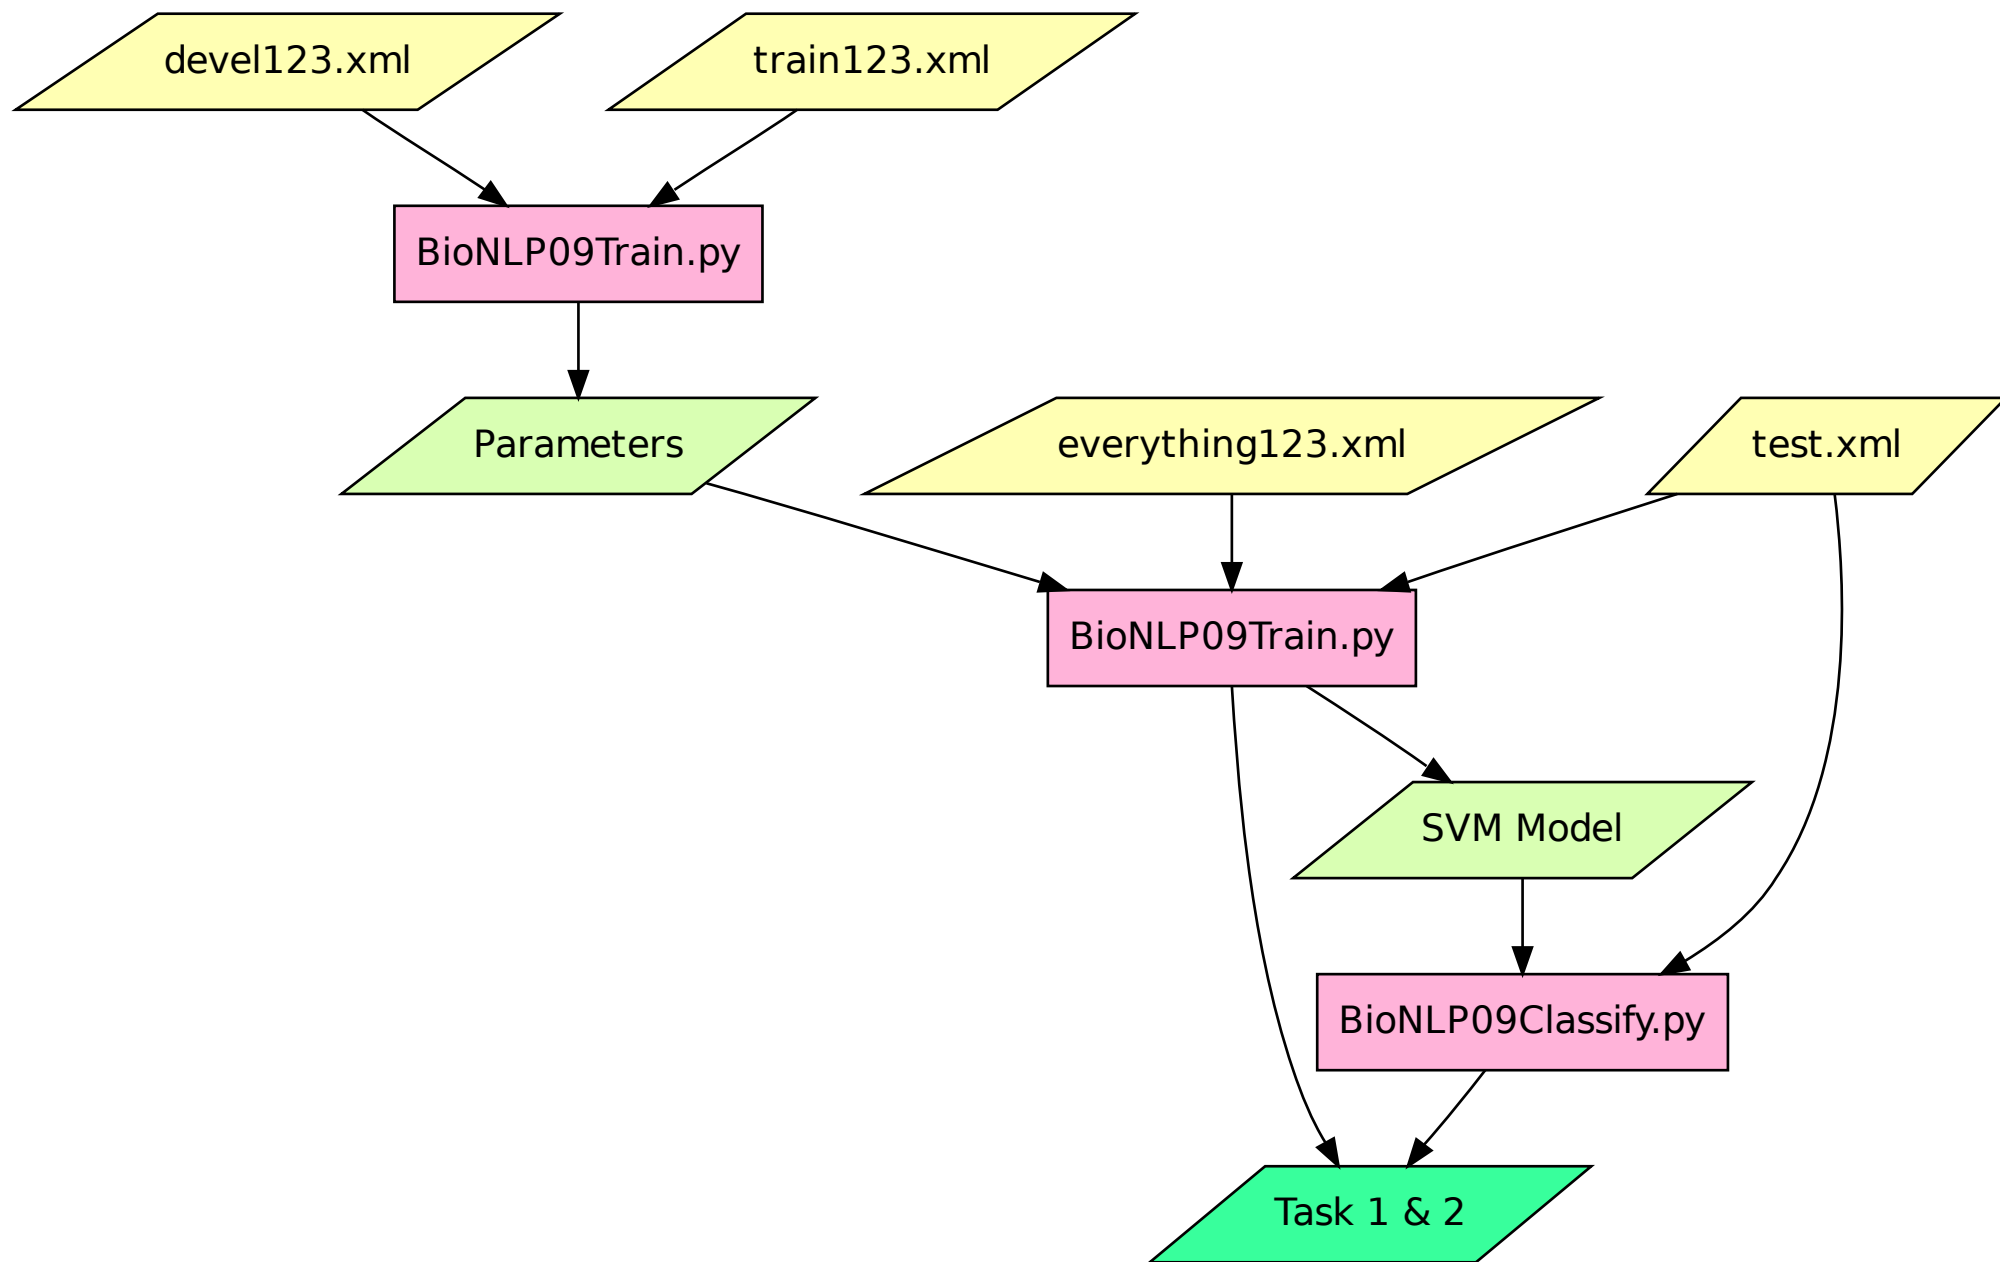 devel123.xml
train123.xml
BioNLP09Train.py
Parameters
everything123.xml
test.xml
BioNLP09Train.py
SVM Model
BioNLP09Classify.py
Task 1 & 2